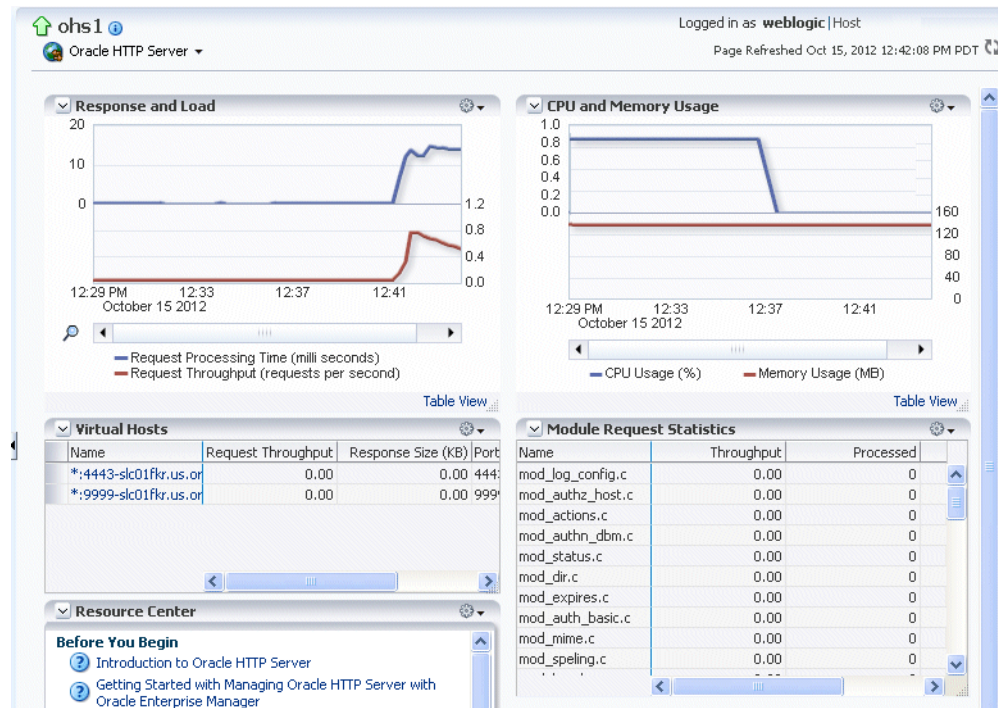 ohs1
Logged in as weblogic|Host
Oracle HTTP Server
Page Refreshed Oct 15, 2012 12:42:08 PM PDT
Response and Load
20
10
0
1.2
0.8
0.4
0.0
12:29 PM 12:33 12:37 12:41
October 15 2012
Request Processing Time (milli seconds)
Request Throughput (requests per second)
Table View
CPU and Memory Usage
1.0
0.8
0.6
0.4
0.2
0.0
160
120
80
40
0
12:29 PM 12:33 12:37 12:41
October 15 2012
CPU Usage (%) Memory Usage (MB)
Table View
Virtual Hosts
Name Request Throughput Response Size (KB) Port
*:4443-slc01fkr.us.or 0.00 0.00 444
*:9999-slc01fkr.us.or 0.00 0.00 999
Module Request Statistics
Name Throughput Processed
mod_log_config.c 0.00 0
mod_authz_host.c 0.00 0
mod_actions.c 0.00 0
mod_authn_dbm.c 0.00 0
mod_status.c 0.00 0
mod_dir.c 0.00 0
mod_expires.c 0.00 0
mod_auth_basic.c 0.00 0
mod_mime.c 0.00 0
mod_speling.c 0.00 0
Resource Center
Before You Begin
Introduction to Oracle HTTP Server
Getting Started with Managing Oracle HTTP Server with
Oracle Enterprise Manager